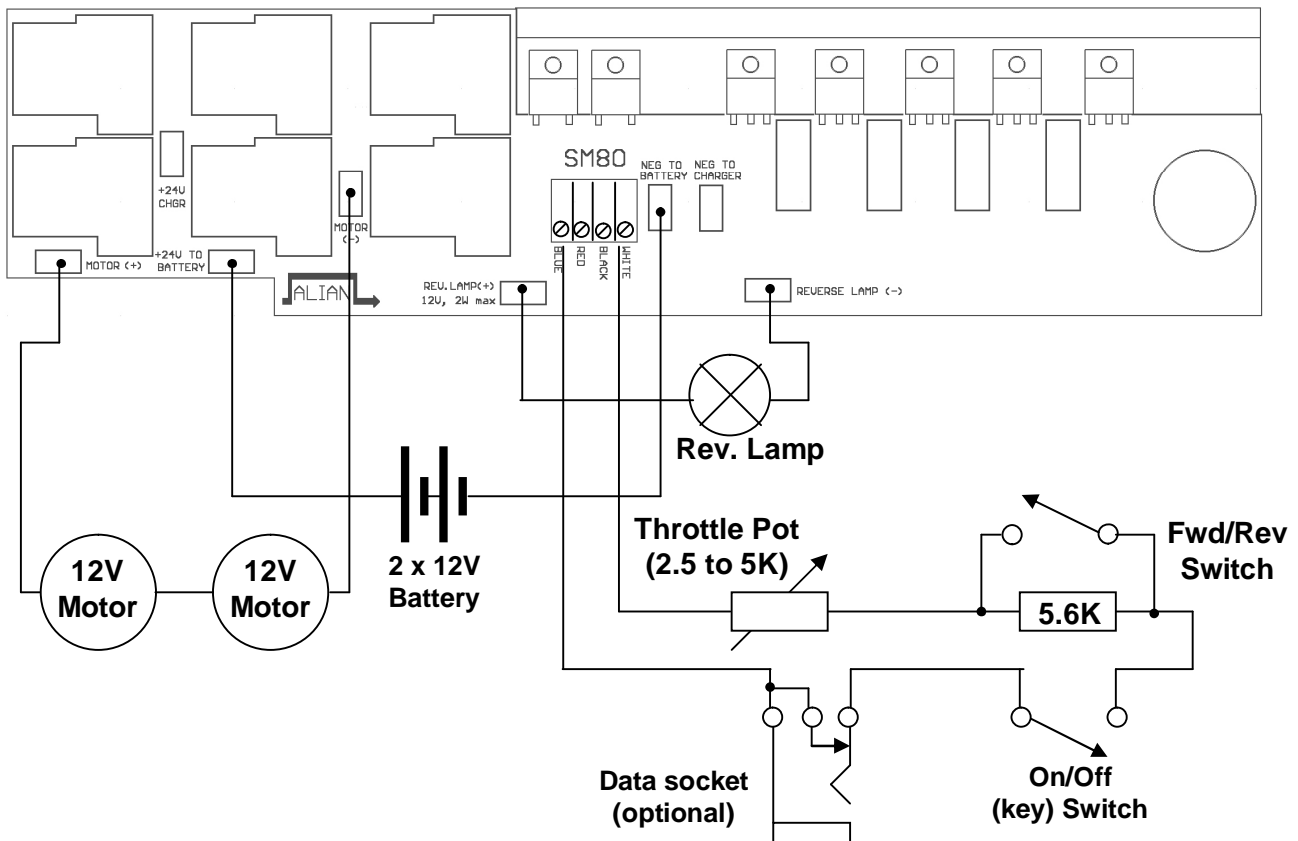 SM80
NEG TO
BATTERY
NEG TO
CHARGER
+24V
CHGR
MOTOR
(-)
MOTOR (+)
+24V TO
BATTERY
BLUE
RED
BLACK
WHITE
ALIAN
REV.LAMP(+)
12V, 2W max
REVERSE LAMP (-)
Rev. Lamp
Throttle Pot
(2.5 to 5K)
Fwd/Rev
Switch
12V
Motor
12V
Motor
2 x 12V
Battery
5.6K
Data socket
(optional)
On/Off
(key) Switch